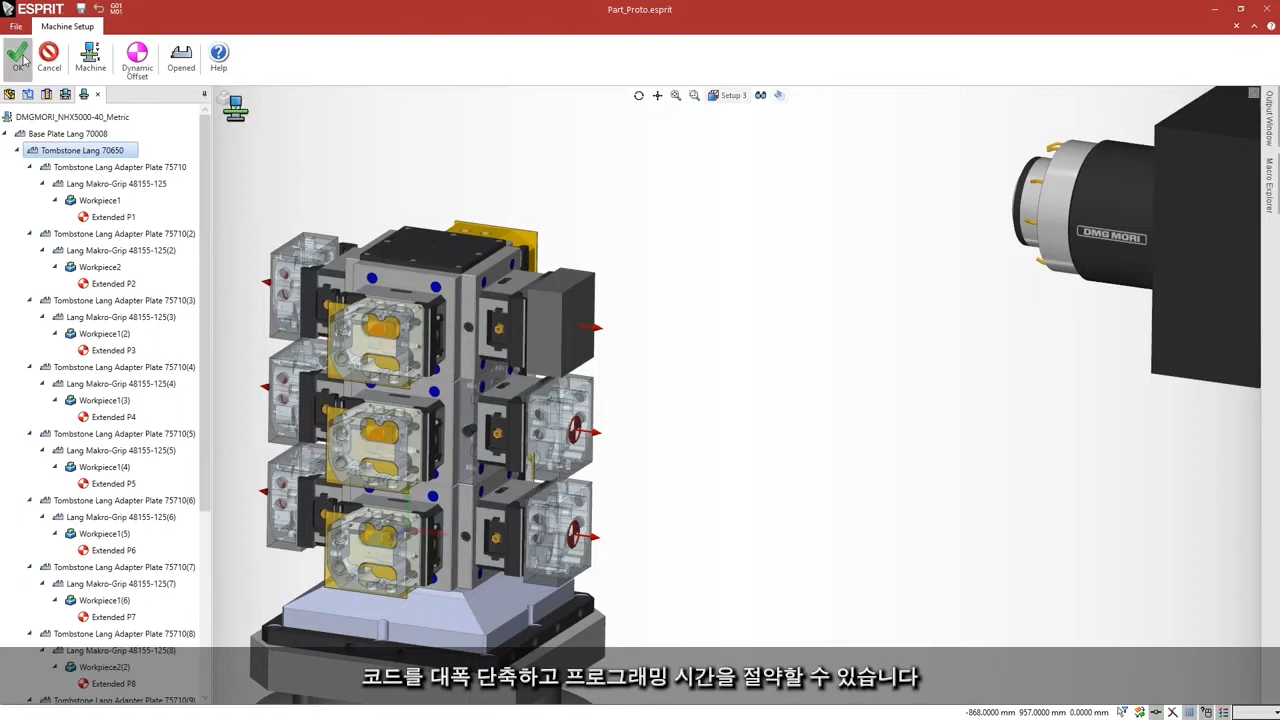 ESPRIT
G01
M01
Part_Proto.esprit
File
Machine Setup
OK
Cancel
Machine
Dynamic
Offset
Opened
Help
Setup 3
DMGMORI_NHX5000-40_Metric
Base Plate Lang 70008
Tombstone Lang 70650
Tombstone Lang Adapter Plate 75710
Lang Makro-Grip 48155-125
Workpiece1
Extended P1
Tombstone Lang Adapter Plate 75710(2)
Lang Makro-Grip 48155-125(2)
Workpiece2
Extended P2
Tombstone Lang Adapter Plate 75710(3)
Lang Makro-Grip 48155-125(3)
Workpiece1(2)
Extended P3
Tombstone Lang Adapter Plate 75710(4)
Lang Makro-Grip 48155-125(4)
Workpiece1(3)
Extended P4
Tombstone Lang Adapter Plate 75710(5)
Lang Makro-Grip 48155-125(5)
Workpiece1(4)
Extended P5
Tombstone Lang Adapter Plate 75710(6)
Lang Makro-Grip 48155-125(6)
Workpiece1(5)
Extended P6
Tombstone Lang Adapter Plate 75710(7)
Lang Makro-Grip 48155-125(7)
Workpiece1(6)
Extended P7
Tombstone Lang Adapter Plate 75710(8)
Lang Makro-Grip 48155-125(8)
Workpiece2(2)
Extended P8
Tombstone Lang Adapter Plate 75710(9)
DMG MORI
Output Window
Macro Explorer
코드를 대폭 단축하고 프로그래밍 시간을 절약할 수 있습니다
-868.0000 mm 957.0000 mm 0.0000 mm